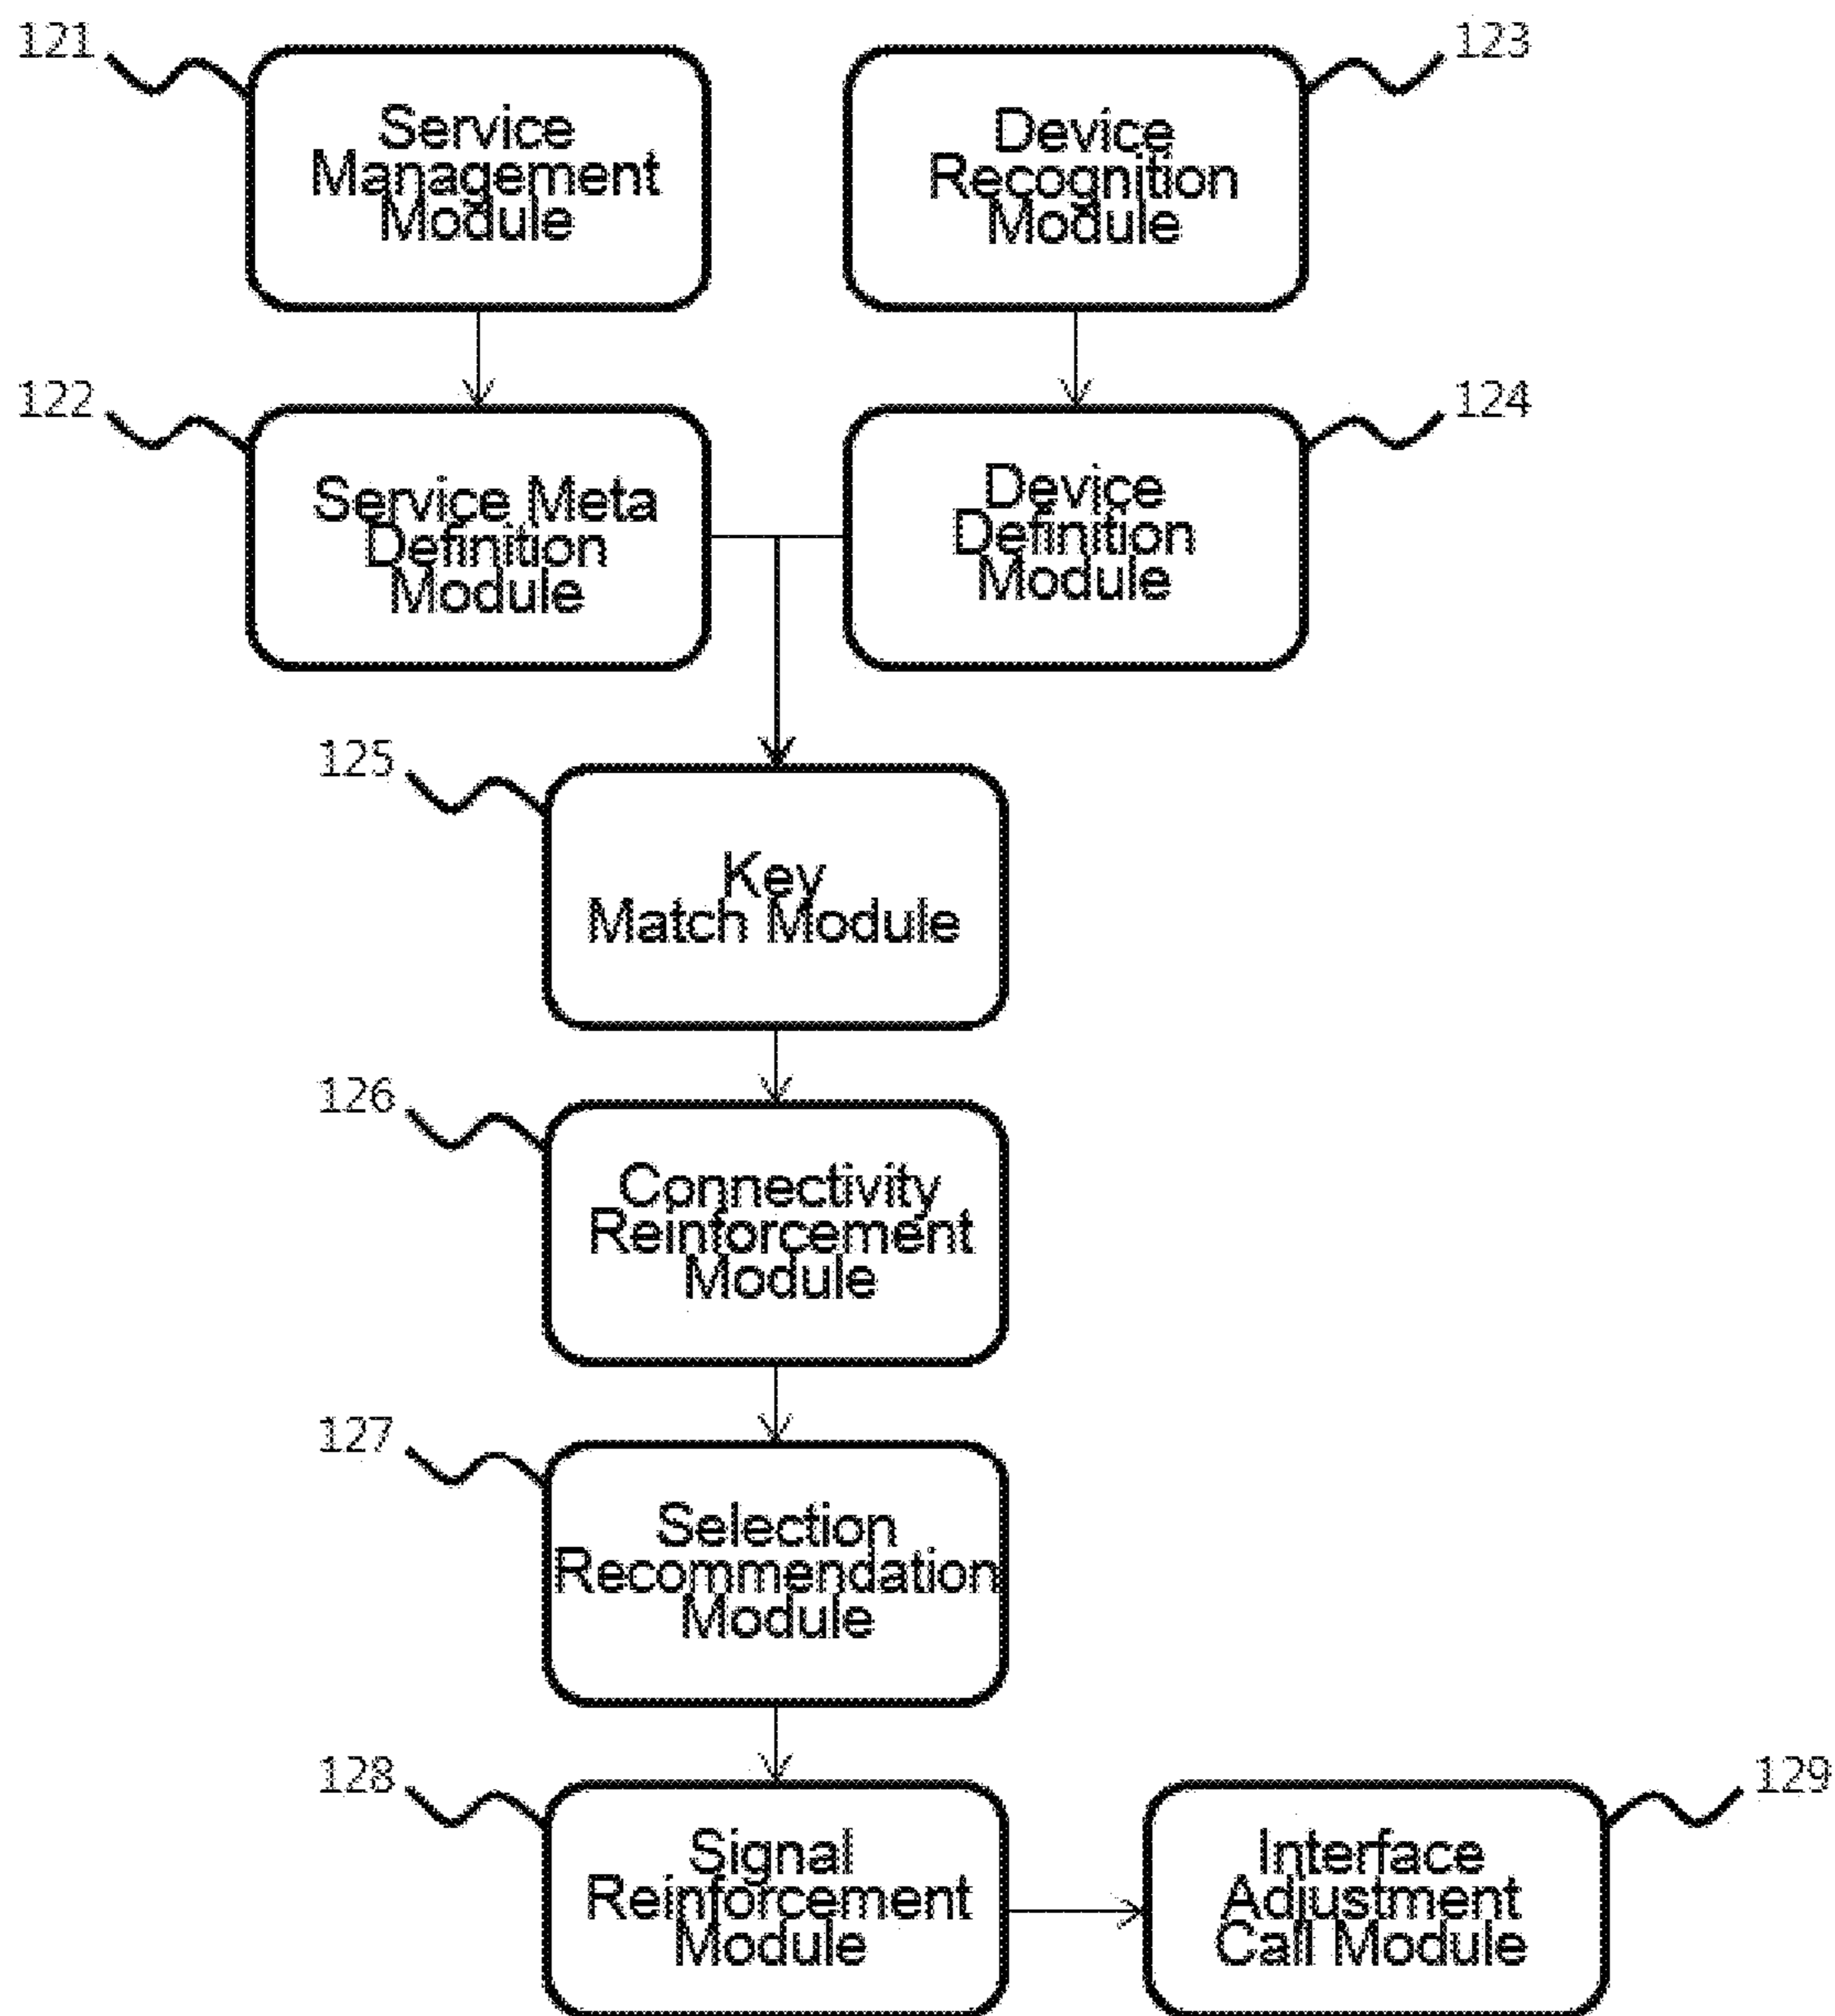 121
Service
Management
Module
Device
Recognition
Module
123
122
Service Meta
Definition
Module
Device
Definition
Module
124
125
Key
Match Module
126
Connectivity
Reinforcement
Module
127
Selection
Recommendation
Module
128
Signal
Reinforcement
Module
Interface
Adjustment
Call Module
129